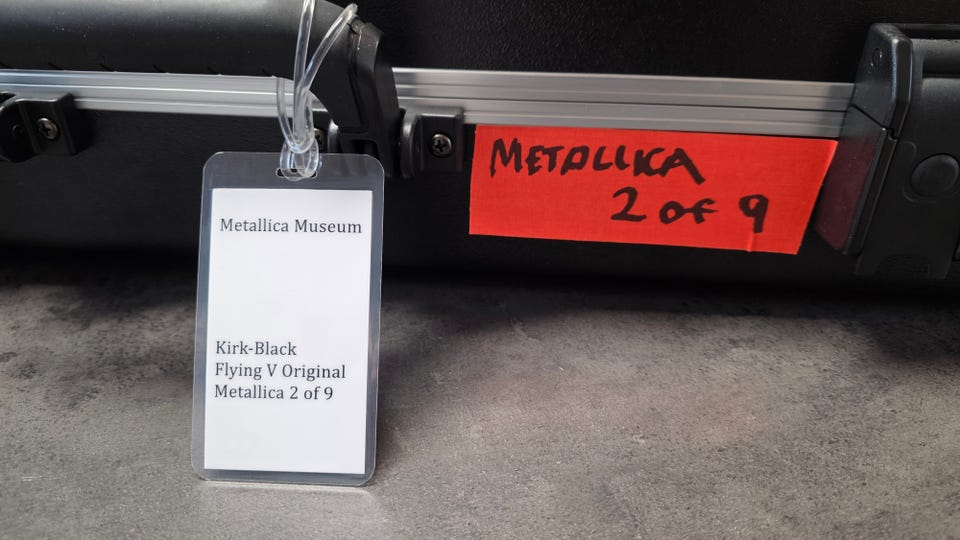 Metallica Museum
Kirk-Black
Flying V Original
Metallica 2 of 9
METALLICA
2 of 9